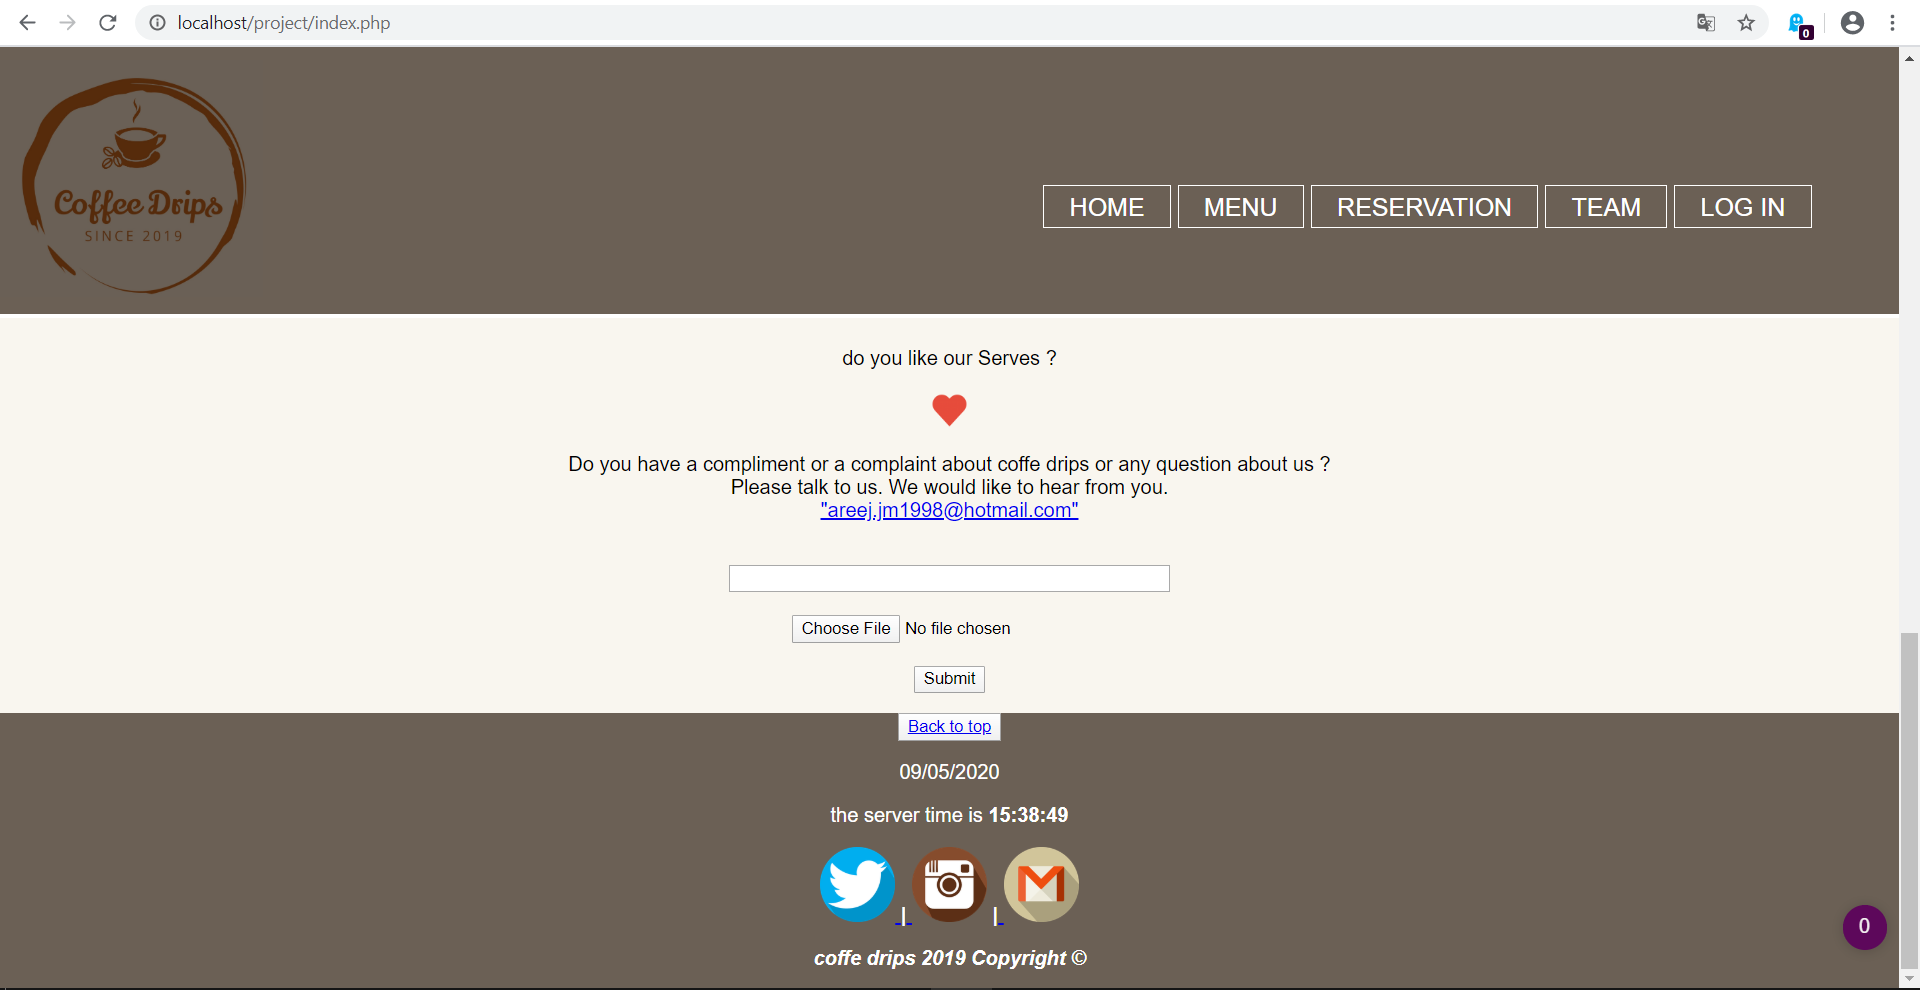 localhost/project/index.php
0
Coffee Drips
SINCE 2019
HOME
MENU
RESERVATION
TEAM
LOG IN
do you like our Serves ?
Do you have a compliment or a complaint about coffe drips or any question about us ?
Please talk to us. We would like to hear from you.
"areej.jm1998@hotmail.com"
Choose File No file chosen
Submit
Back to top
09/05/2020
the server time is 15:38:49
| |
0
coffe drips 2019 Copyright ©